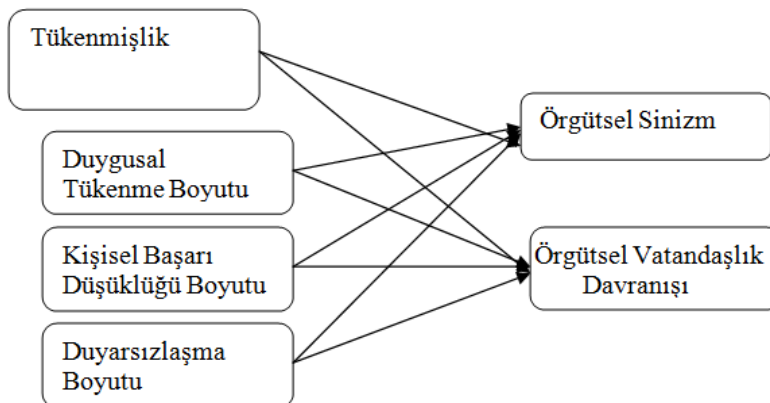 Tükenmişlik
Duygusal
Tükenme Boyutu
Kişisel Başarı
Düşüklüğü Boyutu
Duyarsızlaşma
Boyutu
Örgütsel Sinizm
Örgütsel Vatandaşlık
Davranışı